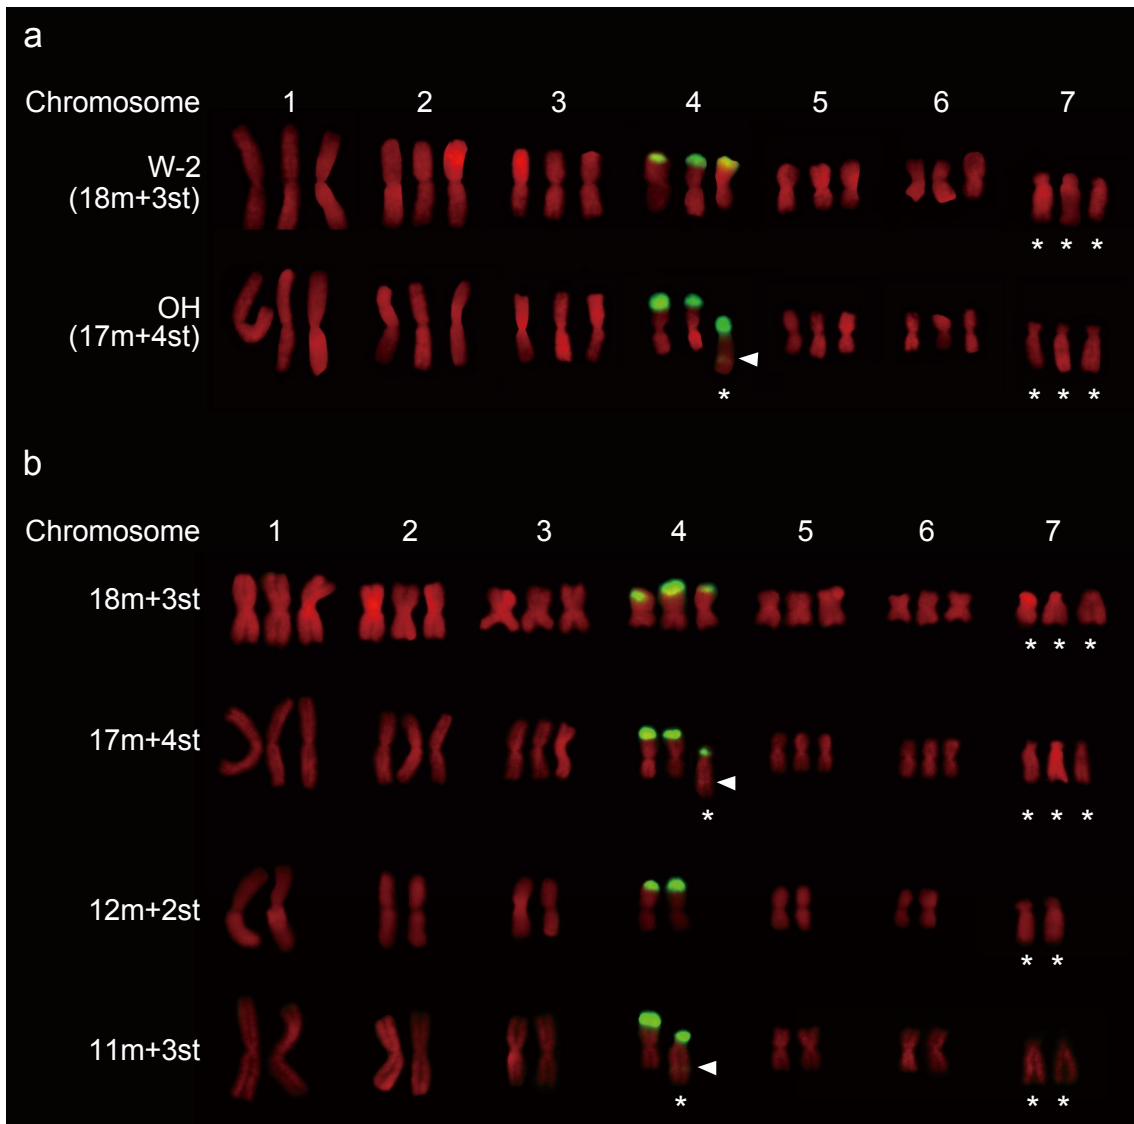 a
Chromosome 1 2 3 4 5 6 7
W-2
(18m+3st)
* * *
OH
(17m+4st)
* * * *
b
Chromosome 1 2 3 4 5 6 7
18m+3st
* * *
17m+4st
* * * *
12m+2st
* *
11m+3st
* * *